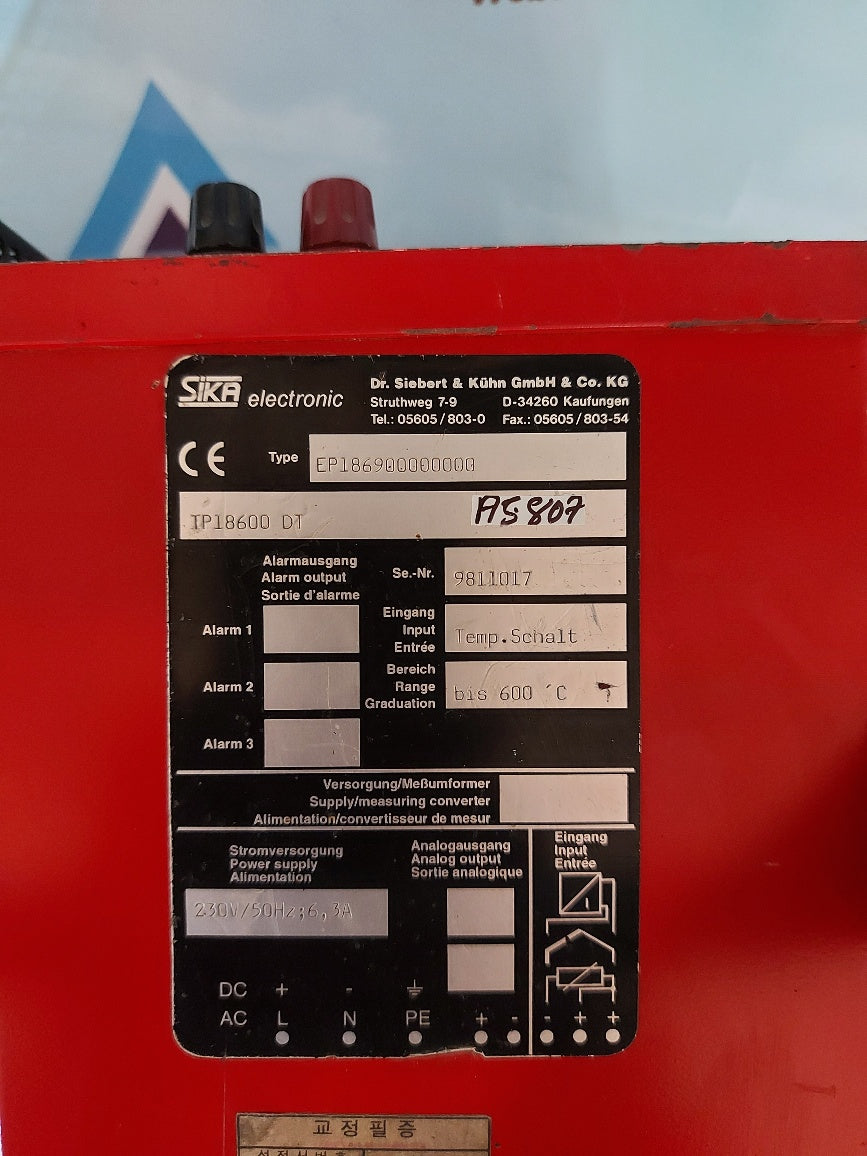 SIKA electronic
Dr. Siebert & Kühn GmbH & Co. KG
Struthweg 7-9 D-34260 Kaufungen
Tel.: 05605/803-0 Fax.: 05605/803-54
CE Type EP186900000000
TP18600 DT A5807
Alarmausgang
Alarm output
Sortie d'alarme
Se.-Nr. 9811017
Alarm 1
Eingang
Input
Entrée
Temp.Schalt
Alarm 2
Bereich
Range
Graduation
bis 600 ´C
Alarm 3
Versorgung/Meßumformer
Supply/measuring converter
Alimentation/convertisseur de mesur
Stromversorgung
Power supply
Alimentation
230V/50Hz;6,3A
Analogausgang
Analog output
Sortie analogique
Eingang
Input
Entrée
DC + -
AC L N PE + - - + +
교정필증